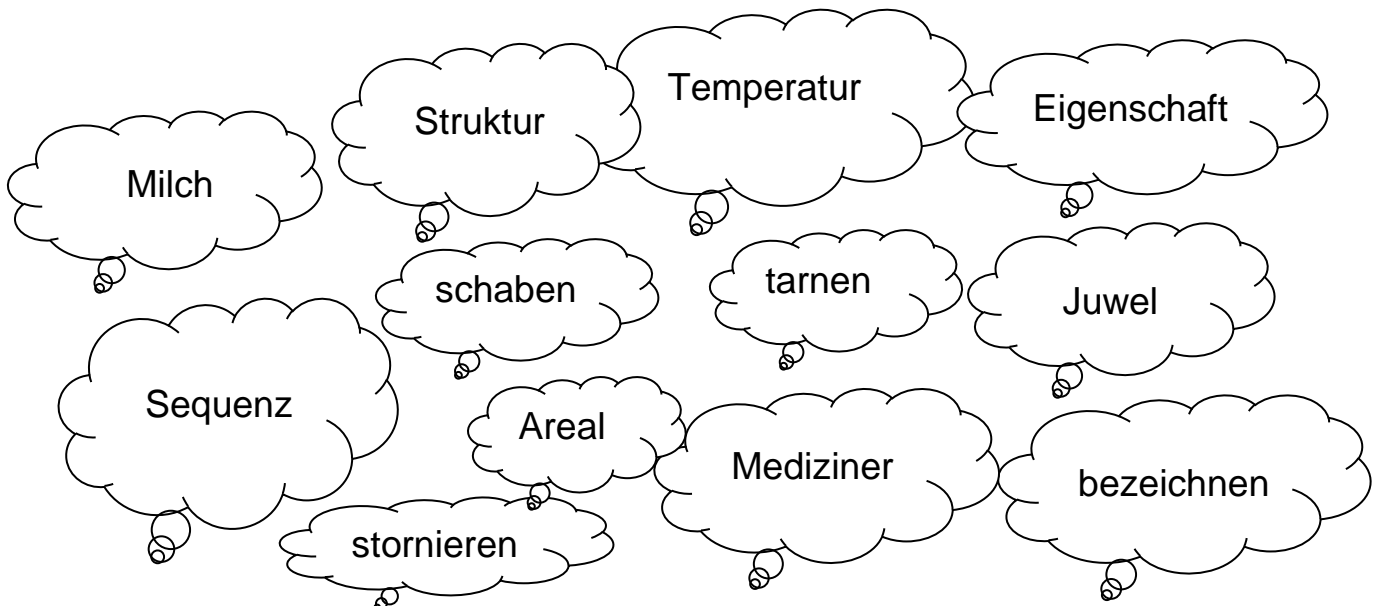 Temperatur
Struktur
Eigenschaft
Milch
schaben
tarnen
Juwel
Sequenz
Areal
Mediziner
bezeichnen
stornieren